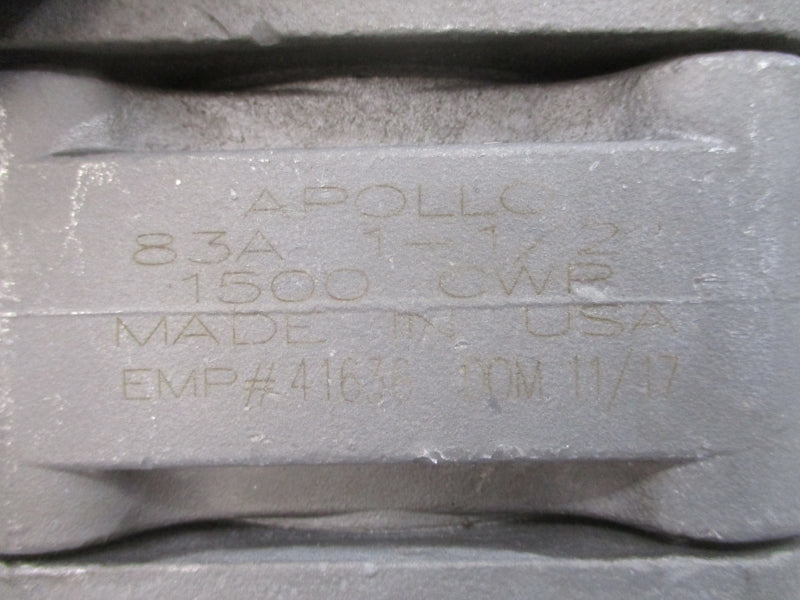 APOLLO
83A 1-1/2"
1500 CWP
MADE IN USA
EMP#41636 DOM 11/17